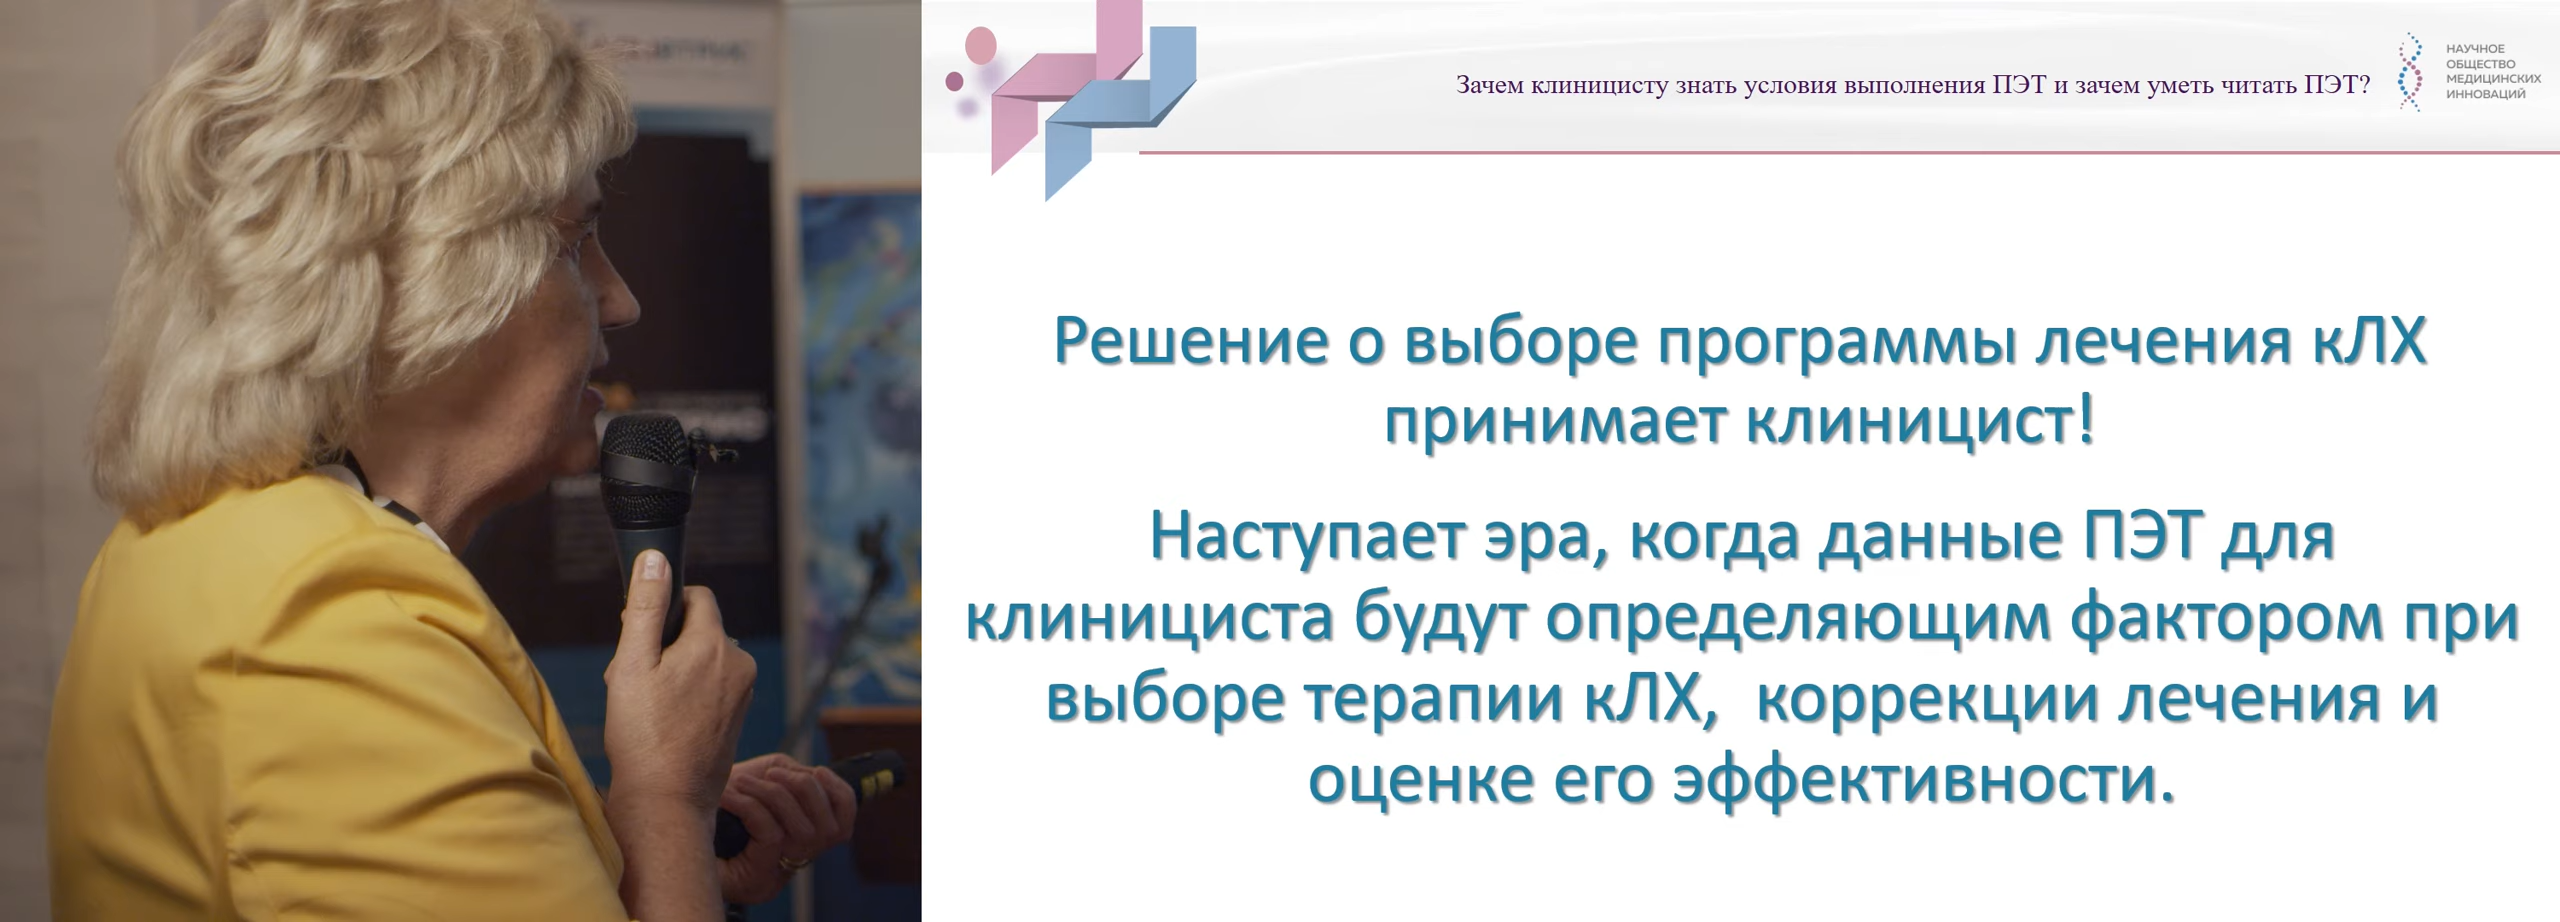 Зачем клиницисту знать условия выполнения ПЭТ и зачем уметь читать ПЭТ?
НАУЧНОЕ
ОБЩЕСТВО
МЕДИЦИНСКИХ
ИННОВАЦИЙ
Решение о выборе программы лечения кЛХ
принимает клиницист!
Наступает эра, когда данные ПЭТ для
клинициста будут определяющим фактором при
выборе терапии кЛХ, коррекции лечения и
оценке его эффективности.